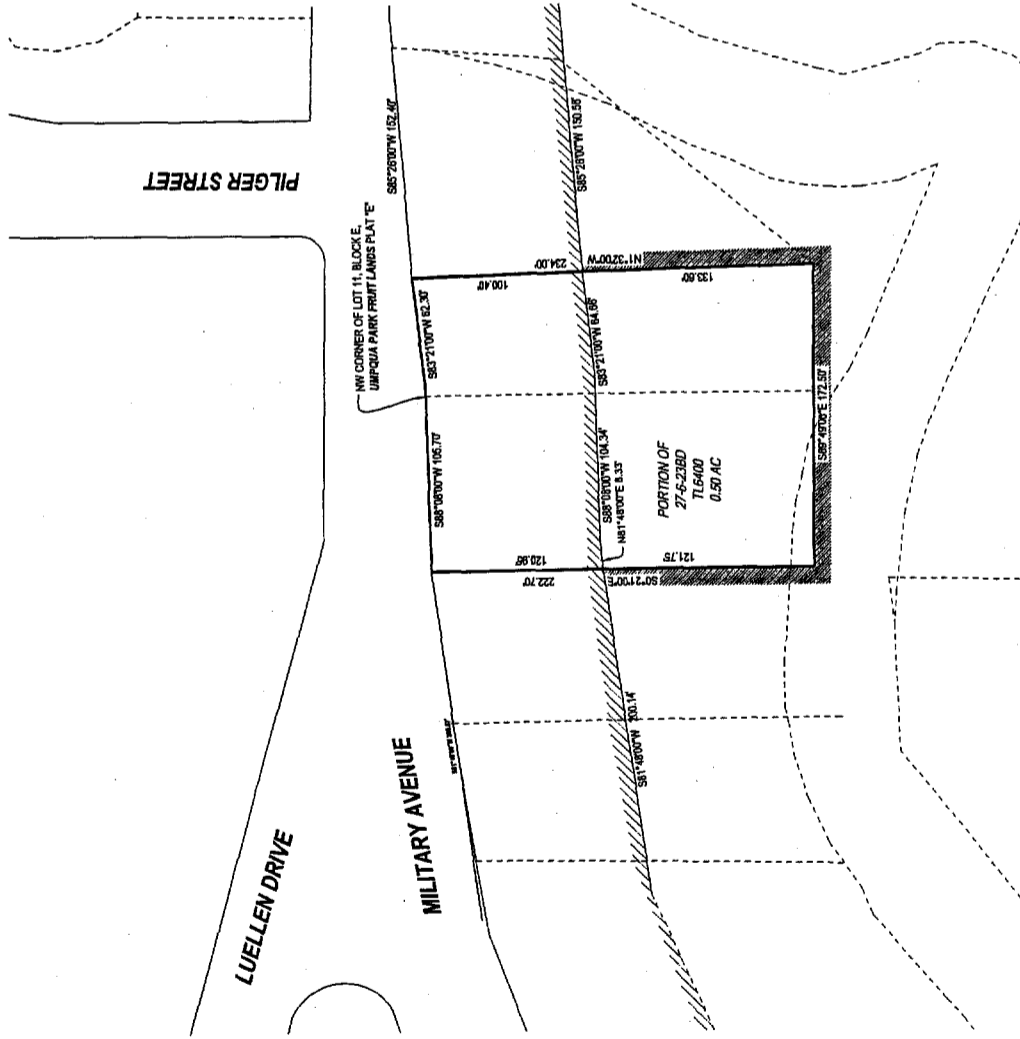 PILGER STREET
S85°26'00"W 152.40'
NW CORNER OF LOT 11, BLOCK E,
UMPQUA PARK FRUIT LANDS PLAT "E"
S83°21'00"W 62.30'
S88°08'00"W 105.70'
S85°26'00"W 150.58'
N1°32'00"W
234.00'
100.40'
133.60'
S83°21'00"W 64.66'
S88°08'00"W 104.34'
N81°48'00"E 8.33'
PORTION OF
27-6-23BD
TL6400
0.50 AC
120.95'
222.70'
S0°21'00"E
121.75'
S89°49'00"E 172.50'
S81°48'00"W 200.14'
MILITARY AVENUE
LUELLEN DRIVE